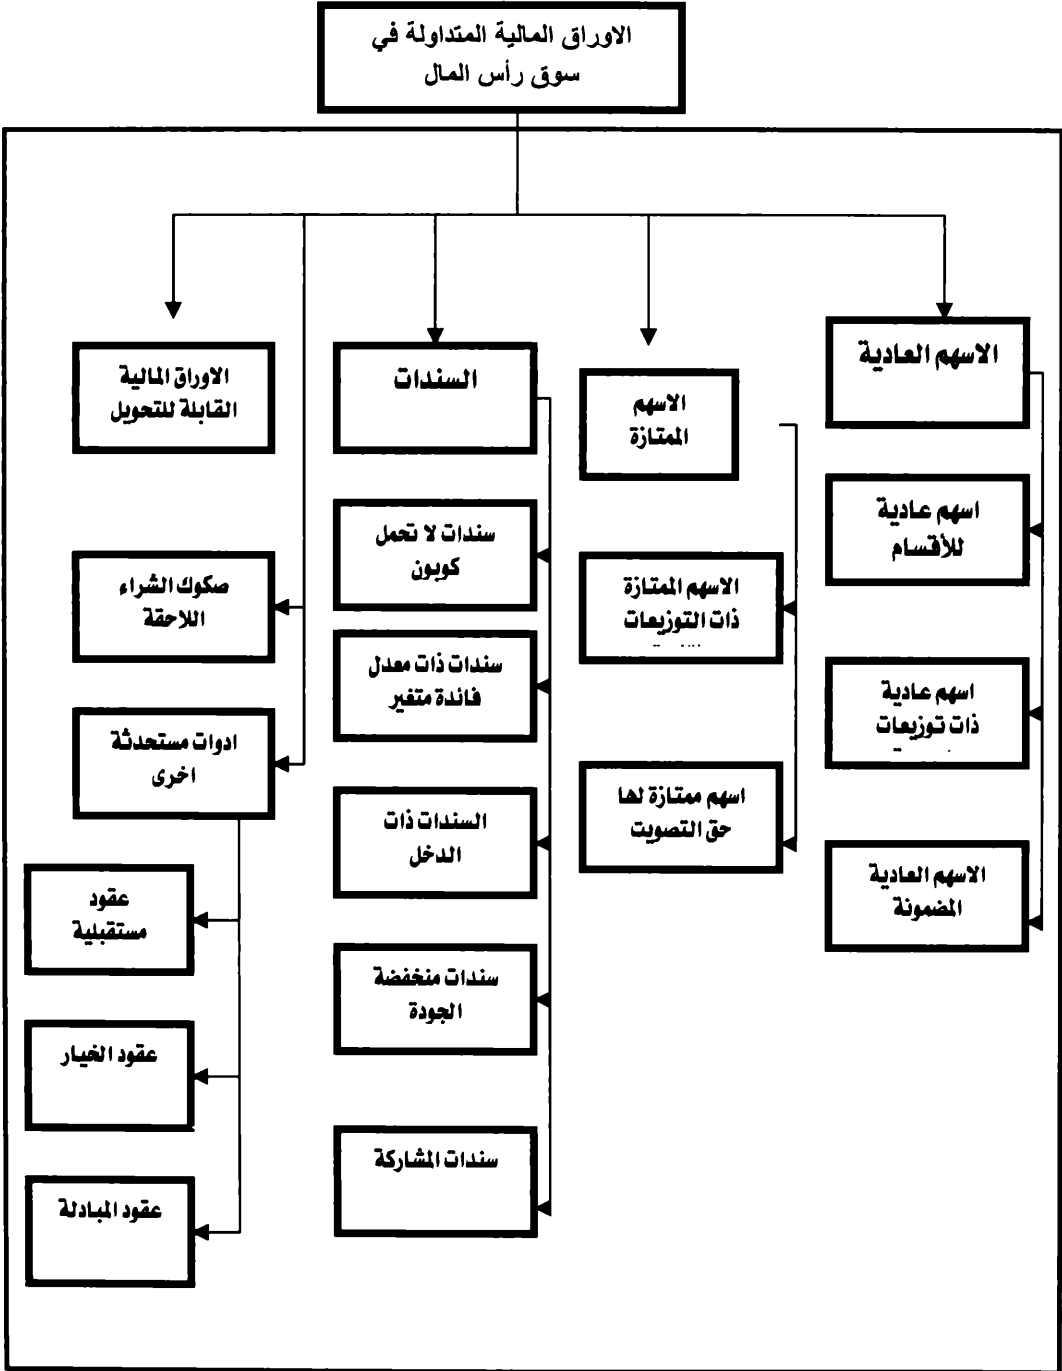 الاوراق المالية المتداولة في
سوق رأس المال
الاسهم العادية
اسهم عادية
للأقسام
اسهم عادية
ذات توزيعات
الاسهم العادية
المضمونة
الاسهم
الممتازة
الاسهم الممتازة
ذات التوزيعات
اسهم ممتازة لها
حق التصويت
السندات
سندات لا تحمل
كوبون
سندات ذات معدل
فائدة متغير
السندات ذات
الدخل
سندات منخفضة
الجودة
سندات المشاركة
الاوراق المالية
القابلة للتحويل
صكوك الشراء
اللاحقة
ادوات مستحدثة
اخرى
عقود
مستقبلية
عقود الخيار
عقود المبادلة